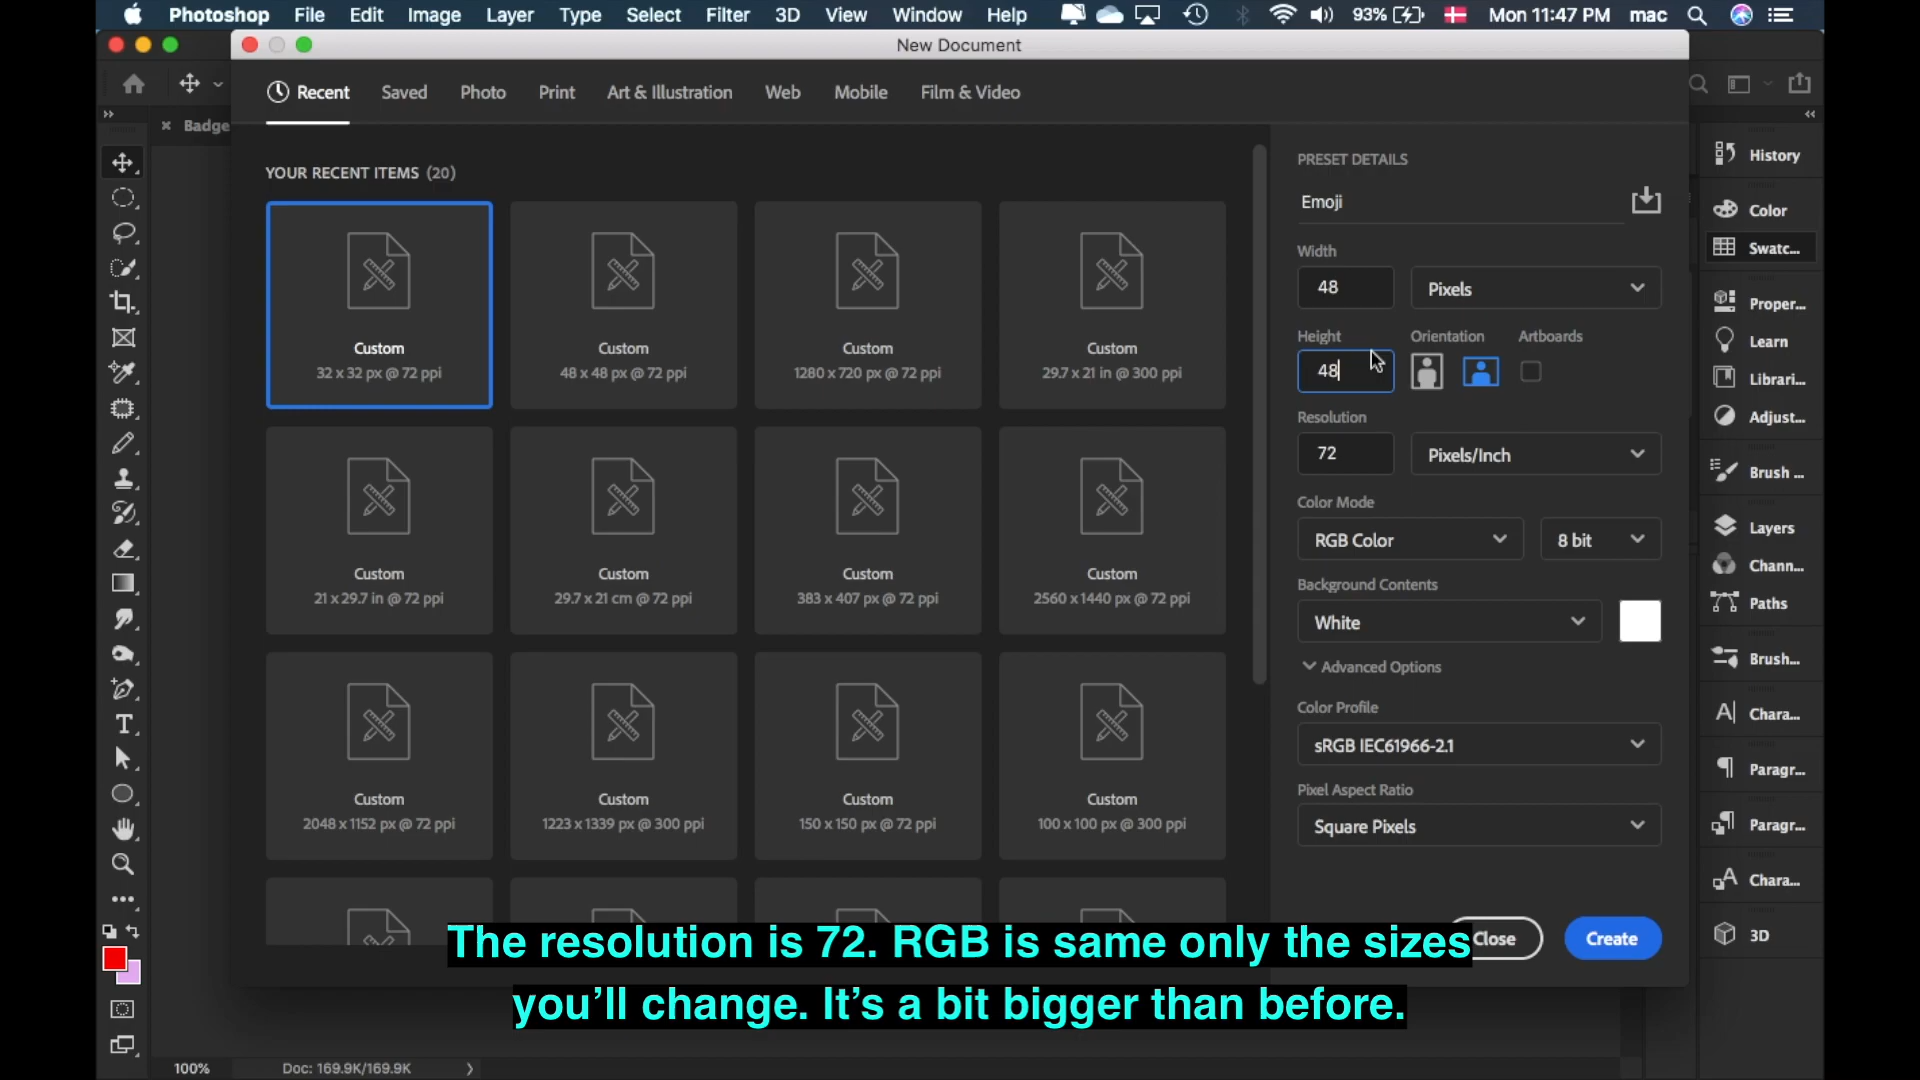 Photoshop File Edit Image Layer Type Select Filter 3D View Window Help 93% Mon 11:47 PM mac
New Document
Recent Saved Photo Print Art & Illustration Web Mobile Film & Video
Badge
YOUR RECENT ITEMS (20)
Custom
32 x 32 px @ 72 ppi
Custom
48 x 48 px @ 72 ppi
Custom
1280 x 720 px @ 72 ppi
Custom
29.7 x 21 in @ 300 ppi
Custom
21 x 29.7 in @ 72 ppi
Custom
29.7 x 21 cm @ 72 ppi
Custom
383 x 407 px @ 72 ppi
Custom
2560 x 1440 px @ 72 ppi
Custom
2048 x 1152 px @ 72 ppi
Custom
1223 x 1339 px @ 300 ppi
Custom
150 x 150 px @ 72 ppi
Custom
100 x 100 px @ 300 ppi
PRESET DETAILS
Emoji
Width
48 Pixels
Height Orientation Artboards
48
Resolution
72 Pixels/Inch
Color Mode
RGB Color 8 bit
Background Contents
White
Advanced Options
Color Profile
sRGB IEC61966-2.1
Pixel Aspect Ratio
Square Pixels
Close Create
History
Color
Swatc...
Proper...
Learn
Librari...
Adjust...
Brush ...
Layers
Chann...
Paths
Brush...
Chara...
Paragr...
Paragr...
Chara...
3D
The resolution is 72. RGB is same only the sizes
you'll change. It's a bit bigger than before.
100% Doc: 169.9K/169.9K